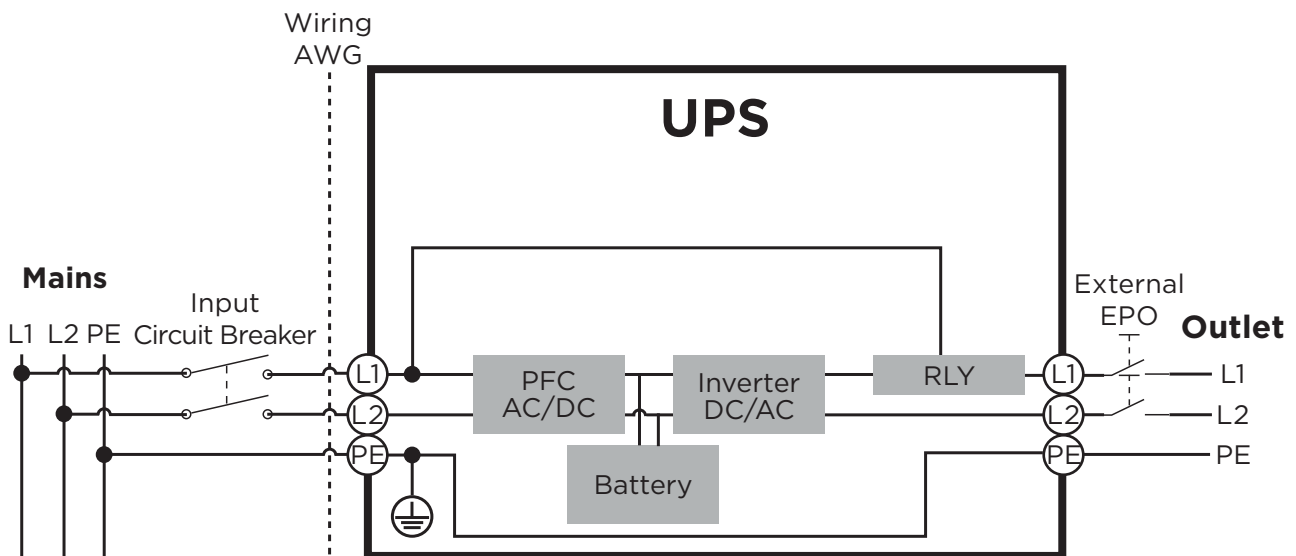 Wiring
AWG
UPS
Mains
L1 L2 PE
Input
Circuit Breaker
External
EPO
Outlet
L1
PFC
AC/DC
Inverter
DC/AC
RLY
L1
L1
L2
L2
L2
PE
Battery
PE
PE